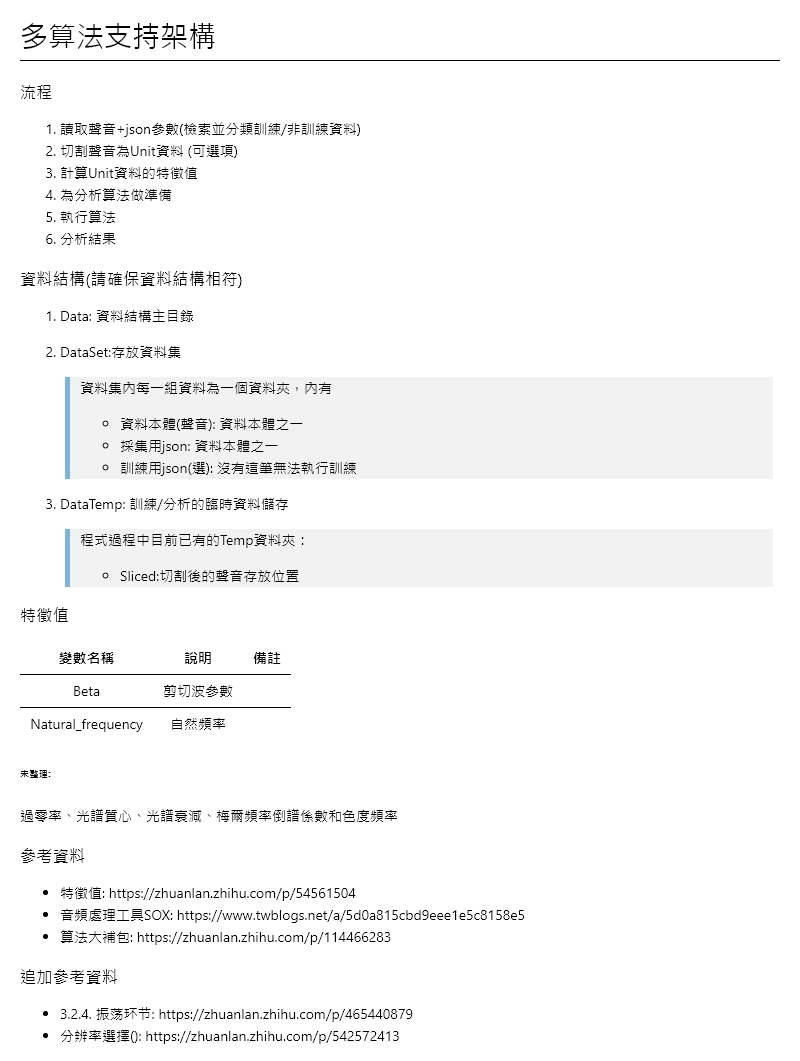 多算法支持架構
流程
1. 讀取聲音+json參數(檢索並分類訓練/非訓練資料)
2. 切割聲音為Unit資料 (可選項)
3. 計算Unit資料的特徵值
4. 為分析算法做準備
5. 執行算法
6. 分析結果
資料結構(請確保資料結構相符)
1. Data: 資料結構主目錄
2. DataSet:存放資料集
資料集內每一組資料為一個資料夾，內有
資料本體(聲音): 資料本體之一
採集用json: 資料本體之一
訓練用json(選): 沒有這筆無法執行訓練
3. DataTemp: 訓練/分析的臨時資料儲存
程式過程中目前已有的Temp資料夾：
Sliced:切割後的聲音存放位置
特徵值
變數名稱 說明 備註
Beta 剪切波參數
Natural_frequency 自然頻率
未整理:
過零率、光譜質心、光譜衰減、梅爾頻率倒譜係數和色度頻率
參考資料
特徵值: https://zhuanlan.zhihu.com/p/54561504
音頻處理工具SOX: https://www.twblogs.net/a/5d0a815cbd9eee1e5c8158e5
算法大補包: https://zhuanlan.zhihu.com/p/114466283
追加參考資料
3.2.4. 振荡环节: https://zhuanlan.zhihu.com/p/465440879
分辨率選擇(): https://zhuanlan.zhihu.com/p/542572413